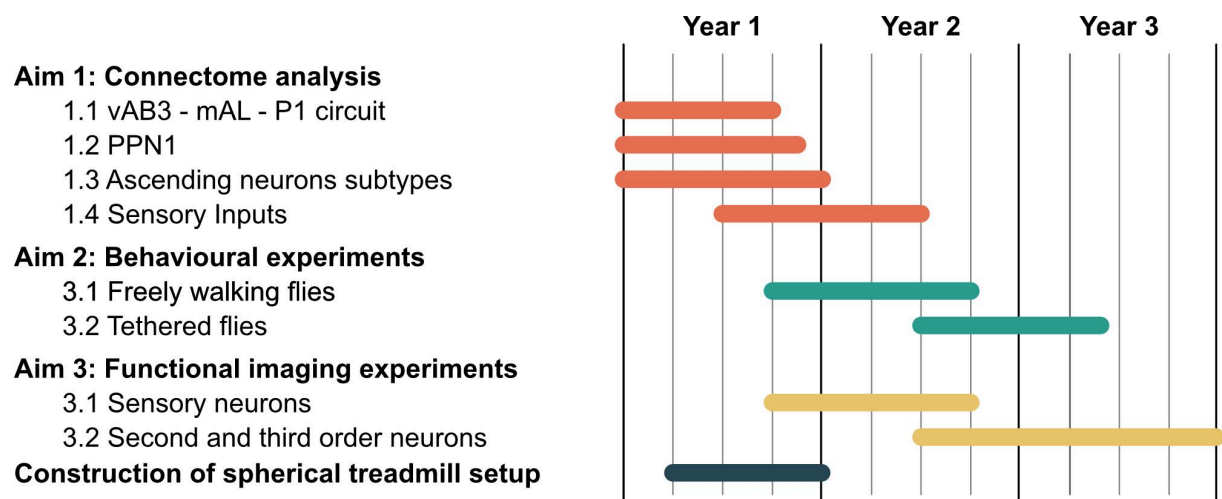 Year 1 Year 2 Year 3
Aim 1: Connectome analysis
1.1 vAB3 - mAL - P1 circuit
1.2 PPN1
1.3 Ascending neurons subtypes
1.4 Sensory Inputs
Aim 2: Behavioural experiments
3.1 Freely walking flies
3.2 Tethered flies
Aim 3: Functional imaging experiments
3.1 Sensory neurons
3.2 Second and third order neurons
Construction of spherical treadmill setup